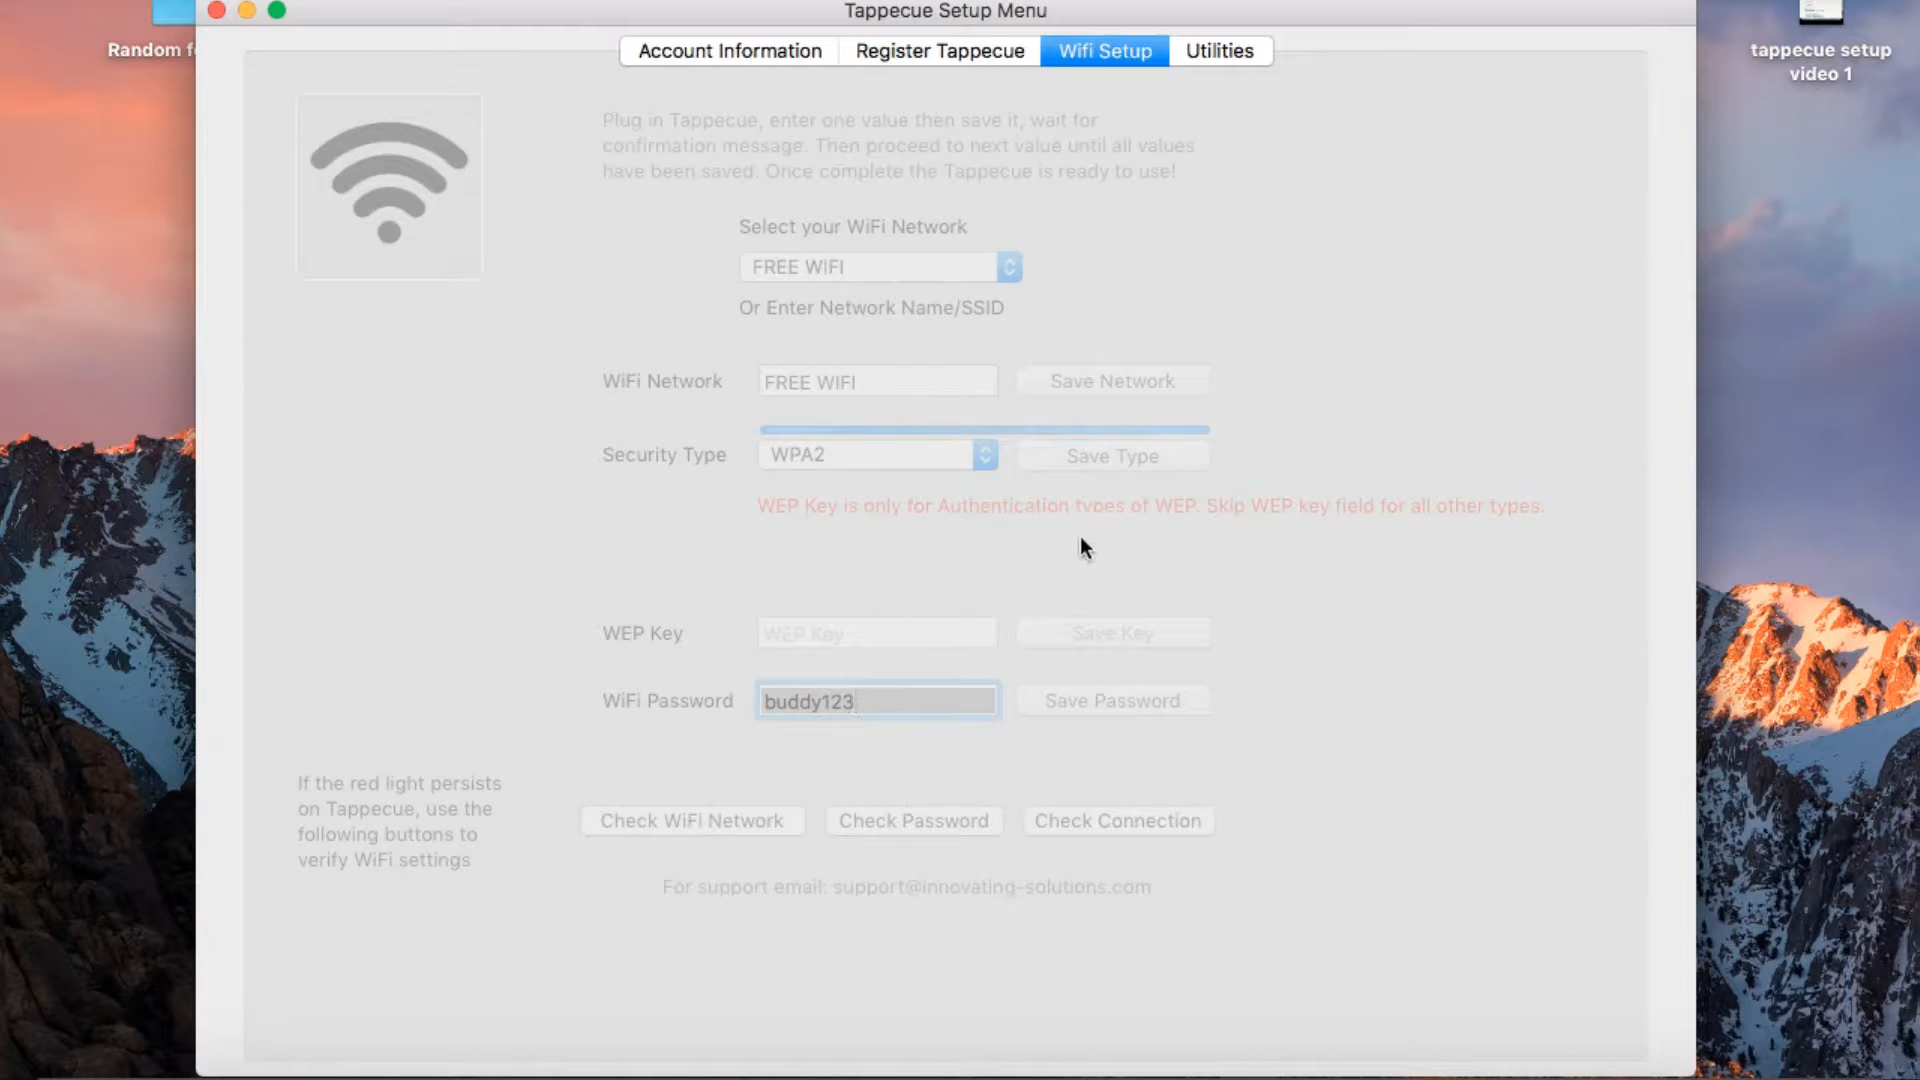 Tappecue Setup Menu
Random f
tappecue setup
video 1
Account Information
Register Tappecue
Wifi Setup
Utilities
Plug in Tappecue, enter one value then save it, wait for
confirmation message. Then proceed to next value until all values
have been saved. Once complete the Tappecue is ready to use!
Select your WiFi Network
FREE WIFI
Or Enter Network Name/SSID
WiFi Network
FREE WIFI
Save Network
Security Type
WPA2
Save Type
WEP Key is only for Authentication types of WEP. Skip WEP key field for all other types.
WEP Key
WEP Key
Save Key
WiFi Password
buddy123
Save Password
If the red light persists
on Tappecue, use the
following buttons to
verify WiFi settings
Check WiFi Network
Check Password
Check Connection
For support email: support@innovating-solutions.com